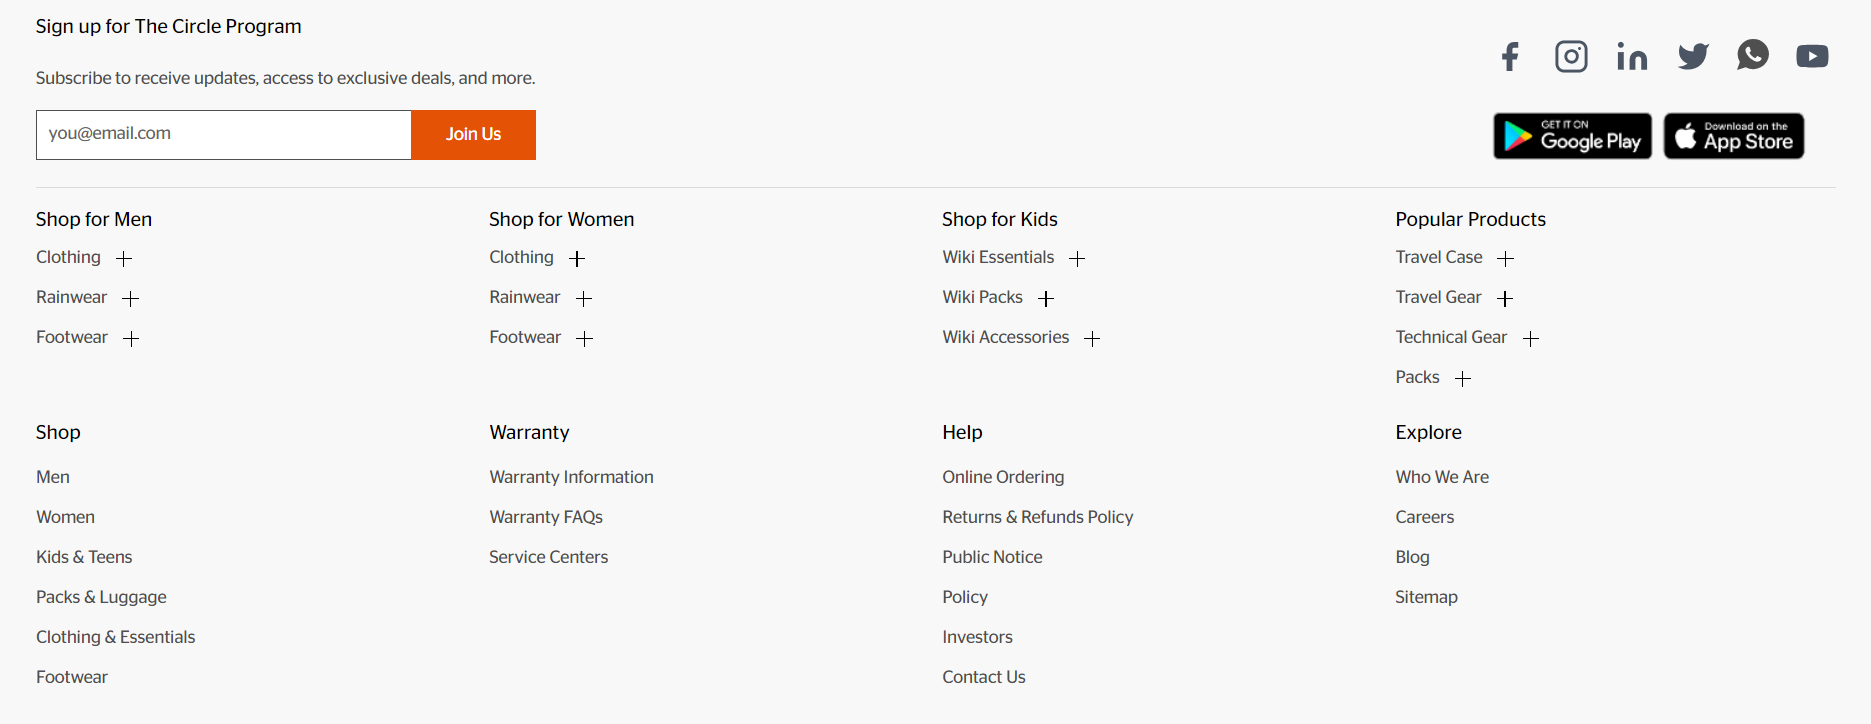 Sign up for The Circle Program
Subscribe to receive updates, access to exclusive deals, and more.
you@email.com
Join Us
GET IT ON
Google Play
Download on the
App Store
Shop for Men
Clothing
Rainwear
Footwear
Shop for Women
Clothing
Rainwear
Footwear
Shop for Kids
Wiki Essentials
Wiki Packs
Wiki Accessories
Popular Products
Travel Case
Travel Gear
Technical Gear
Packs
Shop
Men
Women
Kids & Teens
Packs & Luggage
Clothing & Essentials
Footwear
Warranty
Warranty Information
Warranty FAQs
Service Centers
Help
Online Ordering
Returns & Refunds Policy
Public Notice
Policy
Investors
Contact Us
Explore
Who We Are
Careers
Blog
Sitemap